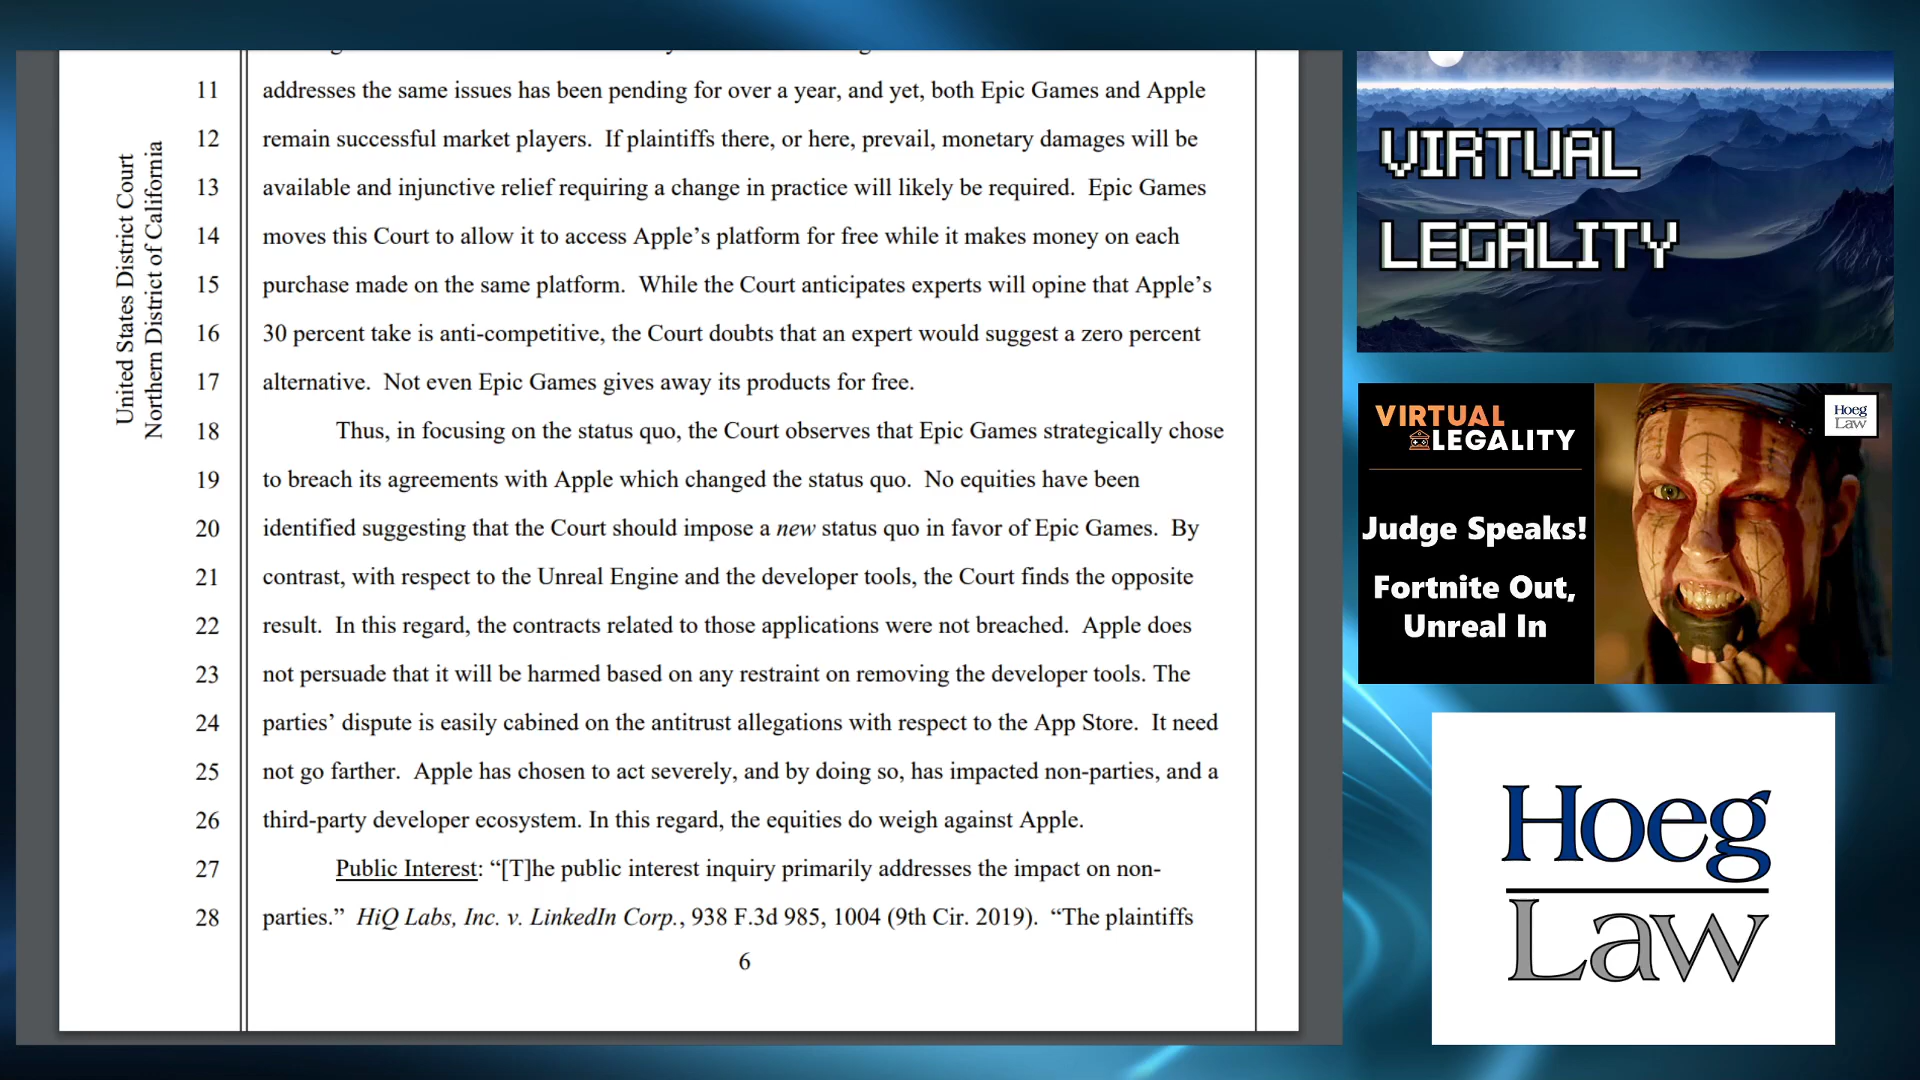 United States District Court
Northern District of California
11 addresses the same issues has been pending for over a year, and yet, both Epic Games and Apple
12 remain successful market players.  If plaintiffs there, or here, prevail, monetary damages will be
13 available and injunctive relief requiring a change in practice will likely be required.  Epic Games
14 moves this Court to allow it to access Apple’s platform for free while it makes money on each
15 purchase made on the same platform.  While the Court anticipates experts will opine that Apple’s
16 30 percent take is anti-competitive, the Court doubts that an expert would suggest a zero percent
17 alternative.  Not even Epic Games gives away its products for free.
18 Thus, in focusing on the status quo, the Court observes that Epic Games strategically chose
19 to breach its agreements with Apple which changed the status quo.  No equities have been
20 identified suggesting that the Court should impose a new status quo in favor of Epic Games.  By
21 contrast, with respect to the Unreal Engine and the developer tools, the Court finds the opposite
22 result.  In this regard, the contracts related to those applications were not breached.  Apple does
23 not persuade that it will be harmed based on any restraint on removing the developer tools. The
24 parties’ dispute is easily cabined on the antitrust allegations with respect to the App Store.  It need
25 not go farther.  Apple has chosen to act severely, and by doing so, has impacted non-parties, and a
26 third-party developer ecosystem. In this regard, the equities do weigh against Apple.
27 Public Interest: “[T]he public interest inquiry primarily addresses the impact on non-
28 parties.”  HiQ Labs, Inc. v. LinkedIn Corp., 938 F.3d 985, 1004 (9th Cir. 2019).  “The plaintiffs
6
VIRTUAL
LEGALITY
VIRTUAL
LEGALITY
Judge Speaks!
Fortnite Out,
Unreal In
Hoeg
Law
Hoeg
Law